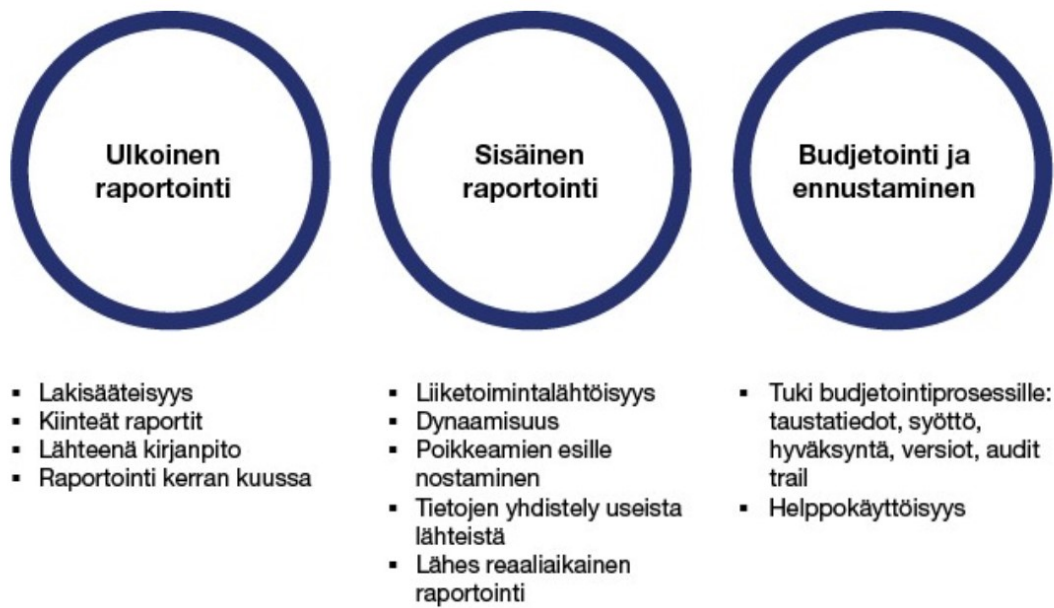 Ulkoinen
raportointi
Sisäinen
raportointi
Budjetointi ja
ennustaminen
▪ Lakisääteisyys
▪ Kiinteät raportit
▪ Lähteenä kirjanpito
▪ Raportointi kerran kuussa
▪ Liiketoimintalähtöisyys
▪ Dynaamisuus
▪ Poikkeamien esille
nostaminen
▪ Tietojen yhdistely useista
lähteistä
▪ Lähes reaaliaikainen
raportointi
▪ Tuki budjetointiprosessille:
taustatiedot, syöttö,
hyväksyntä, versiot, audit
trail
▪ Helppokäyttöisyys